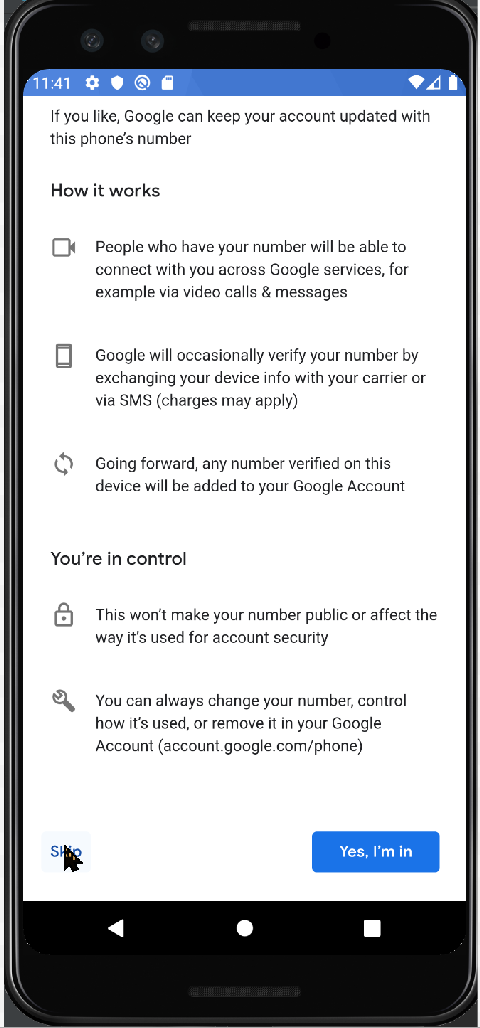 11:41
If you like, Google can keep your account updated with
this phone's number
How it works
People who have your number will be able to
connect with you across Google services, for
example via video calls & messages
Google will occasionally verify your number by
exchanging your device info with your carrier or
via SMS (charges may apply)
Going forward, any number verified on this
device will be added to your Google Account
You're in control
This won't make your number public or affect the
way it's used for account security
You can always change your number, control
how it's used, or remove it in your Google
Account (account.google.com/phone)
Skip
Yes, I'm in